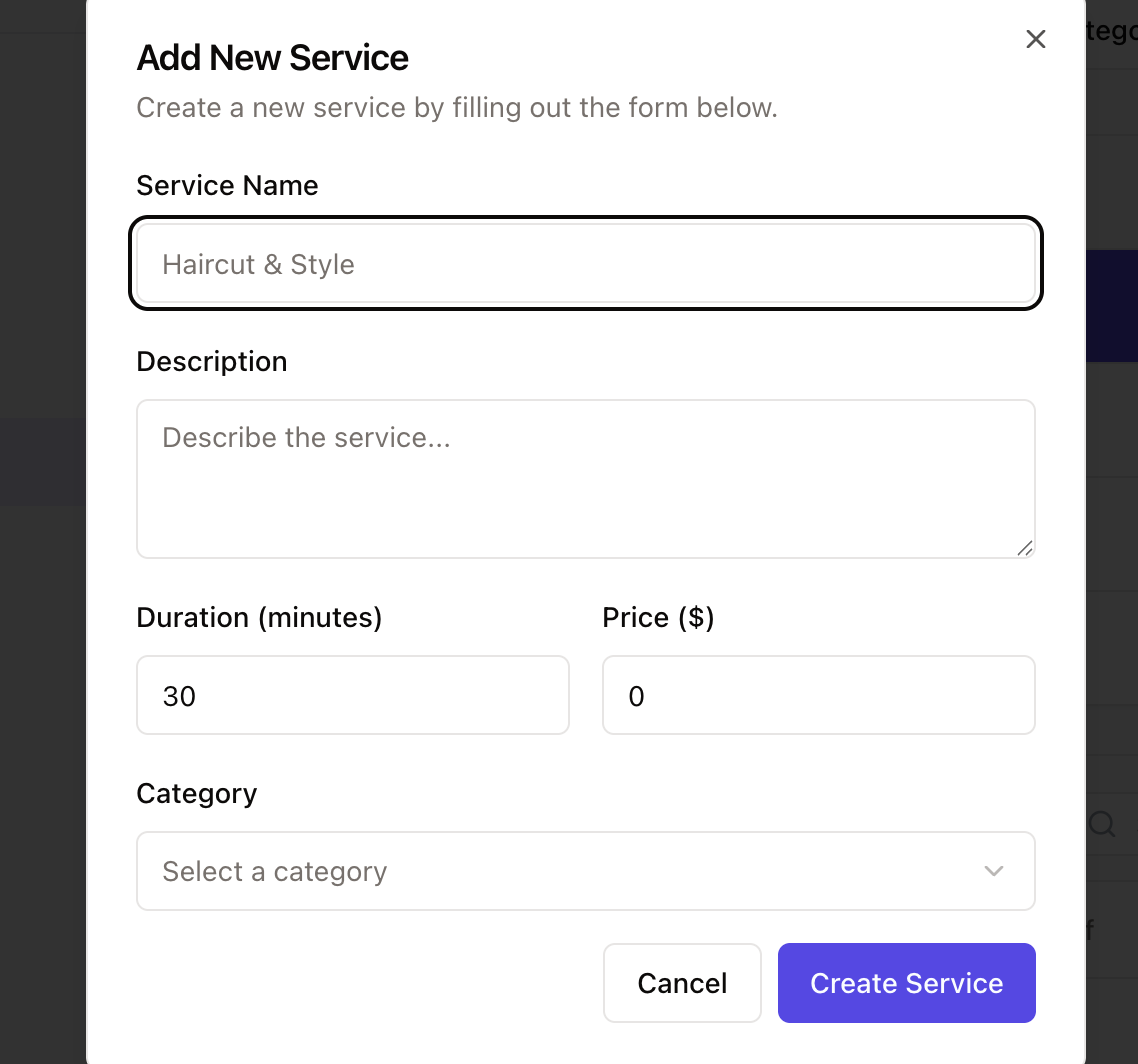 Add New Service
Create a new service by filling out the form below.
Service Name
Haircut & Style
Description
Describe the service...
Duration (minutes)
Price ($)
30
0
Category
Select a category
Cancel
Create Service